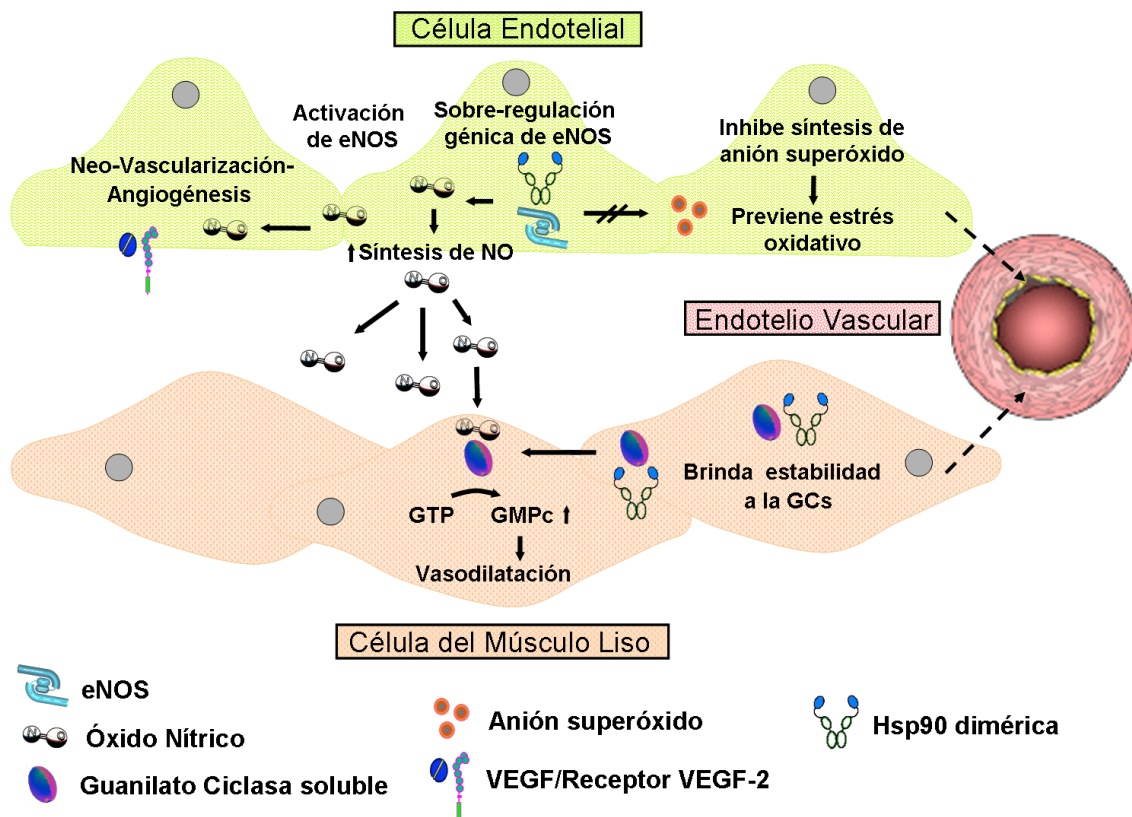 Célula Endotelial
Activación
de eNOS
Sobre-regulación
génica de eNOS
Inhibe síntesis de
anión superóxido
Neo-Vascularización-
Angiogénesis
Previene estrés
oxidativo
Síntesis de NO
Endotelio Vascular
Brinda estabilidad
a la GCs
GTP
GMPc
Vasodilatación
Célula del Músculo Liso
eNOS
Óxido Nítrico
Guanilato Ciclasa soluble
Anión superóxido
VEGF/Receptor VEGF-2
Hsp90 dimérica